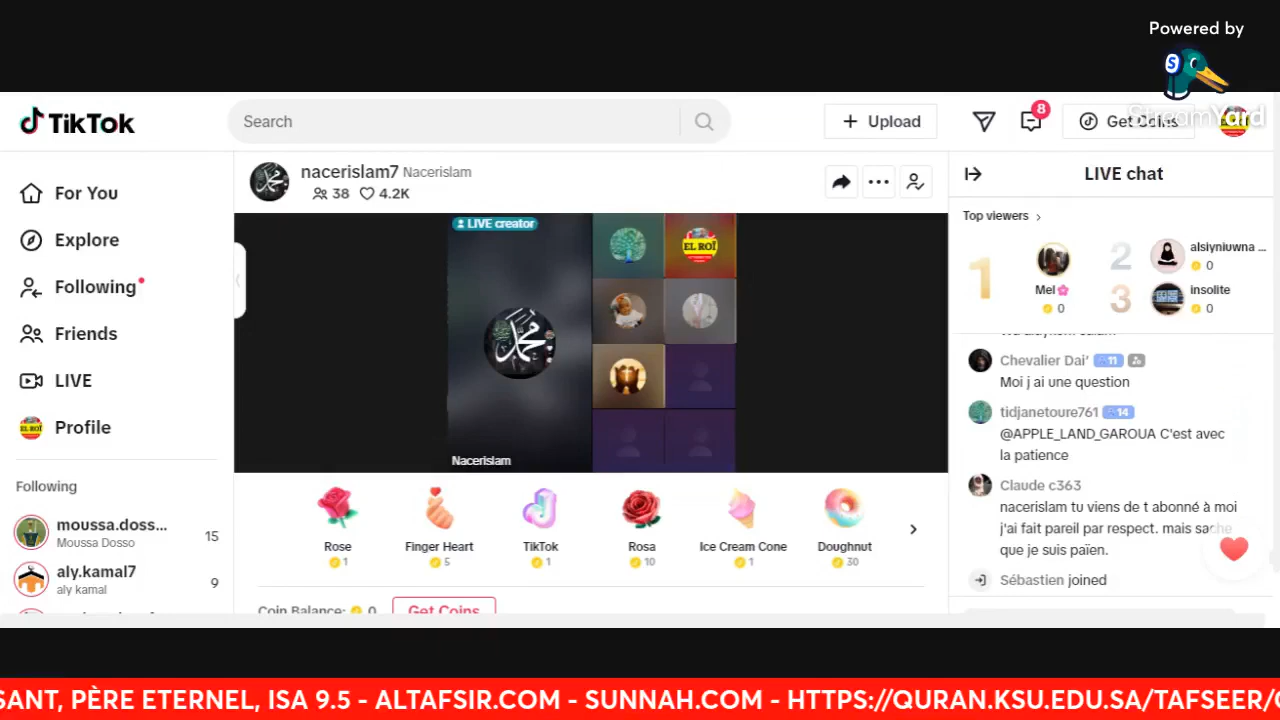 Powered by
StreamYard
TikTok
Search
Upload
8
Get Coins
nacerislam7 Nacerislam
38 4.2K
LIVE chat
For You
Explore
Following
Friends
LIVE
Profile
Following
moussa.doss... 15
Moussa Dosso
aly.kamal7 9
aly kamal
LIVE creator
EL ROÏ
محمد
Nacerislam
Rose
1
Finger Heart
5
TikTok
1
Rosa
10
Ice Cream Cone
1
Doughnut
30
Coin Balance: 0
Get Coins
Top viewers
1
Mel
0
2
alsiyniuwna ...
0
3
insolite
0
Chevalier Dai' 11
Moi j ai une question
tidjanetoure761 14
@APPLE_LAND_GAROUA C'est avec
la patience
Claude c363
nacerislam tu viens de t abonné à moi
j'ai fait pareil par respect. mais sache
que je suis païen.
Sébastien joined
SANT, PÈRE ETERNEL, ISA 9.5 - ALTAFSIR.COM - SUNNAH.COM - HTTPS://QURAN.KSU.EDU.SA/TAFSEER/